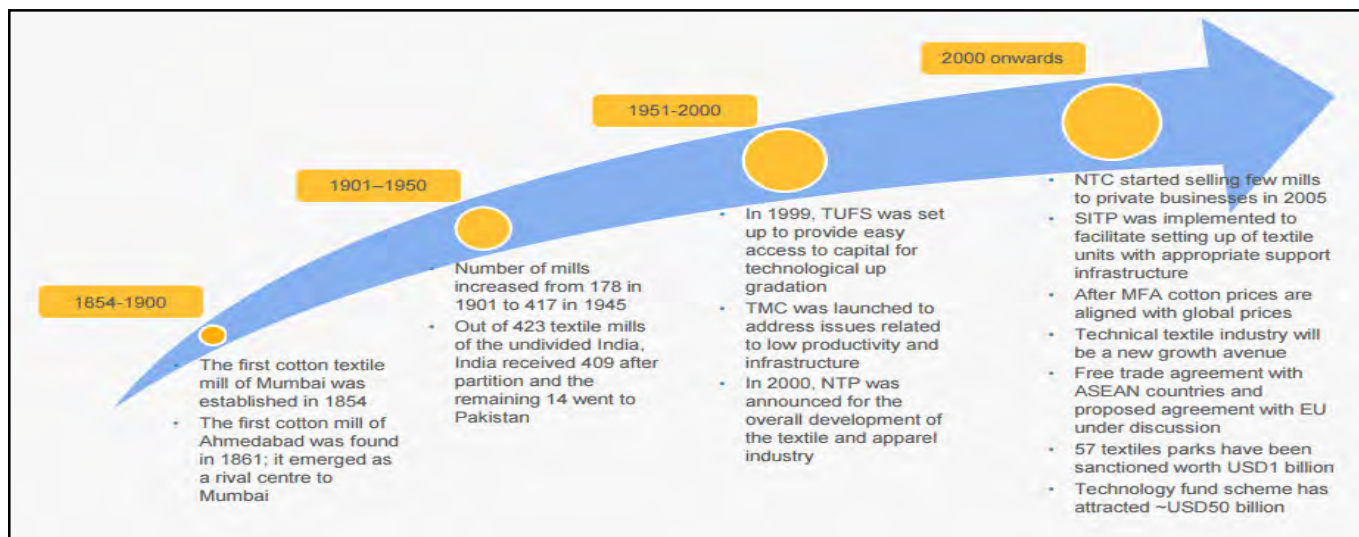 2000 onwards
1951-2000
1901–1950
1854-1900
• The first cotton textile
mill of Mumbai was
established in 1854
• The first cotton mill of
Ahmedabad was found
in 1861; it emerged as
a rival centre to
Mumbai
• Number of mills
increased from 178 in
1901 to 417 in 1945
• Out of 423 textile mills
of the undivided India,
India received 409 after
partition and the
remaining 14 went to
Pakistan
• In 1999, TUFS was set
up to provide easy
access to capital for
technological up
gradation
• TMC was launched to
address issues related
to low productivity and
infrastructure
• In 2000, NTP was
announced for the
overall development of
the textile and apparel
industry
• NTC started selling few mills
to private businesses in 2005
• SITP was implemented to
facilitate setting up of textile
units with appropriate support
infrastructure
• After MFA cotton prices are
aligned with global prices
• Technical textile industry will
be a new growth avenue
• Free trade agreement with
ASEAN countries and
proposed agreement with EU
under discussion
• 57 textiles parks have been
sanctioned worth USD1 billion
• Technology fund scheme has
attracted ~USD50 billion